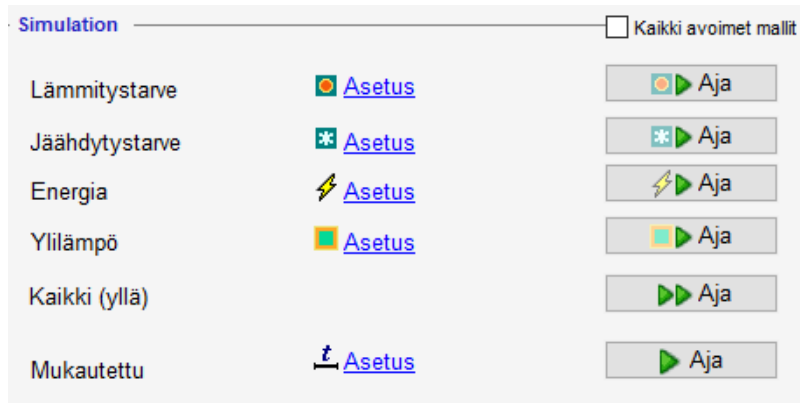 Simulation
Kaikki avoimet mallit
Lämmitystarve Asetus Aja
Jäähdytystarve Asetus Aja
Energia Asetus Aja
Ylilämpö Asetus Aja
Kaikki (yllä) Aja
Mukautettu t Asetus Aja